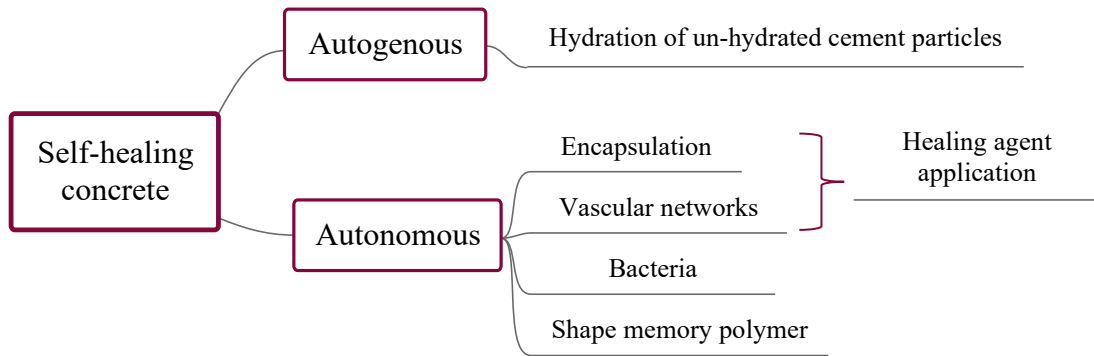 Self-healing
concrete
Autogenous
Hydration of un-hydrated cement particles
Autonomous
Encapsulation
Vascular networks
Bacteria
Shape memory polymer
Healing agent
application